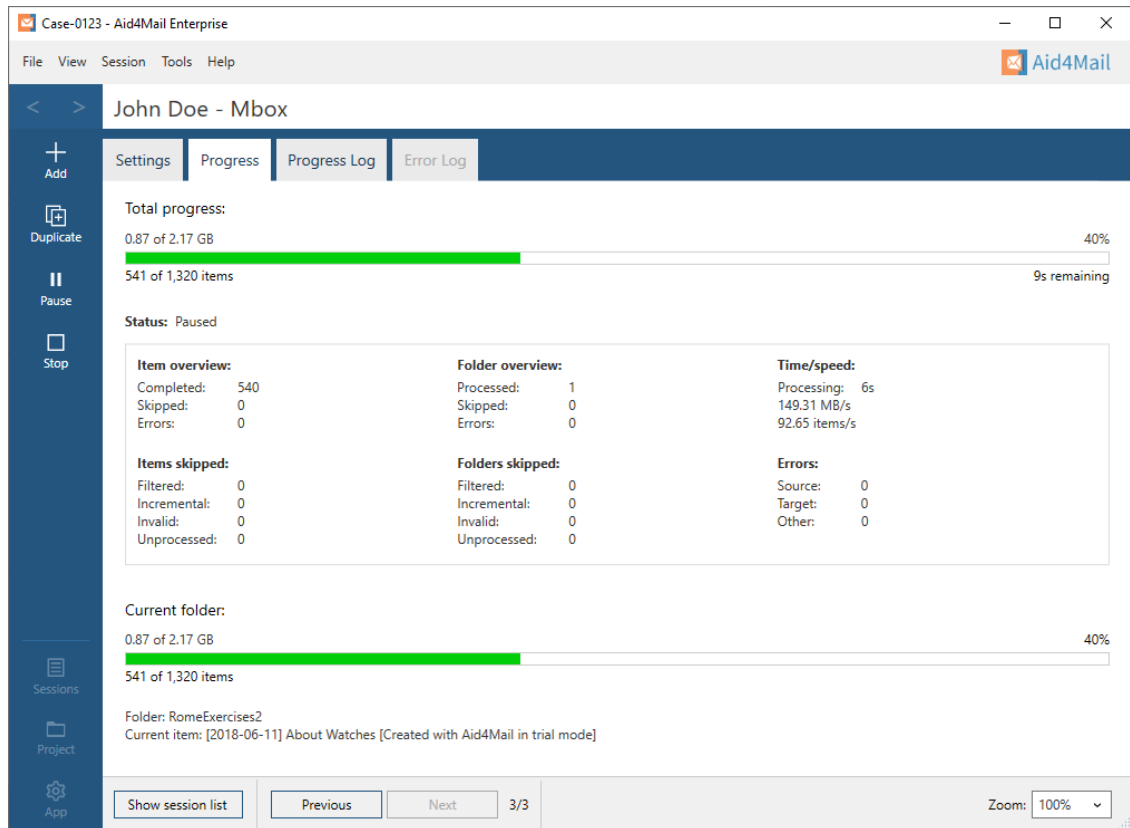 Case-0123 - Aid4Mail Enterprise
File View Session Tools Help
Aid4Mail
< >
John Doe - Mbox
Add
Duplicate
Pause
Stop
Settings Progress Progress Log Error Log
Total progress:
0.87 of 2.17 GB 40%
541 of 1,320 items 9s remaining
Status: Paused
Item overview: Folder overview: Time/speed:
Completed: 540 Processed: 1 Processing: 6s
Skipped: 0 Skipped: 0 149.31 MB/s
Errors: 0 Errors: 0 92.65 items/s
Items skipped: Folders skipped: Errors:
Filtered: 0 Filtered: 0 Source: 0
Incremental: 0 Incremental: 0 Target: 0
Invalid: 0 Invalid: 0 Other: 0
Unprocessed: 0 Unprocessed: 0
Current folder:
0.87 of 2.17 GB 40%
541 of 1,320 items
Folder: RomeExercises2
Current item: [2018-06-11] About Watches [Created with Aid4Mail in trial mode]
Sessions
Project
App
Show session list Previous Next 3/3 Zoom: 100%